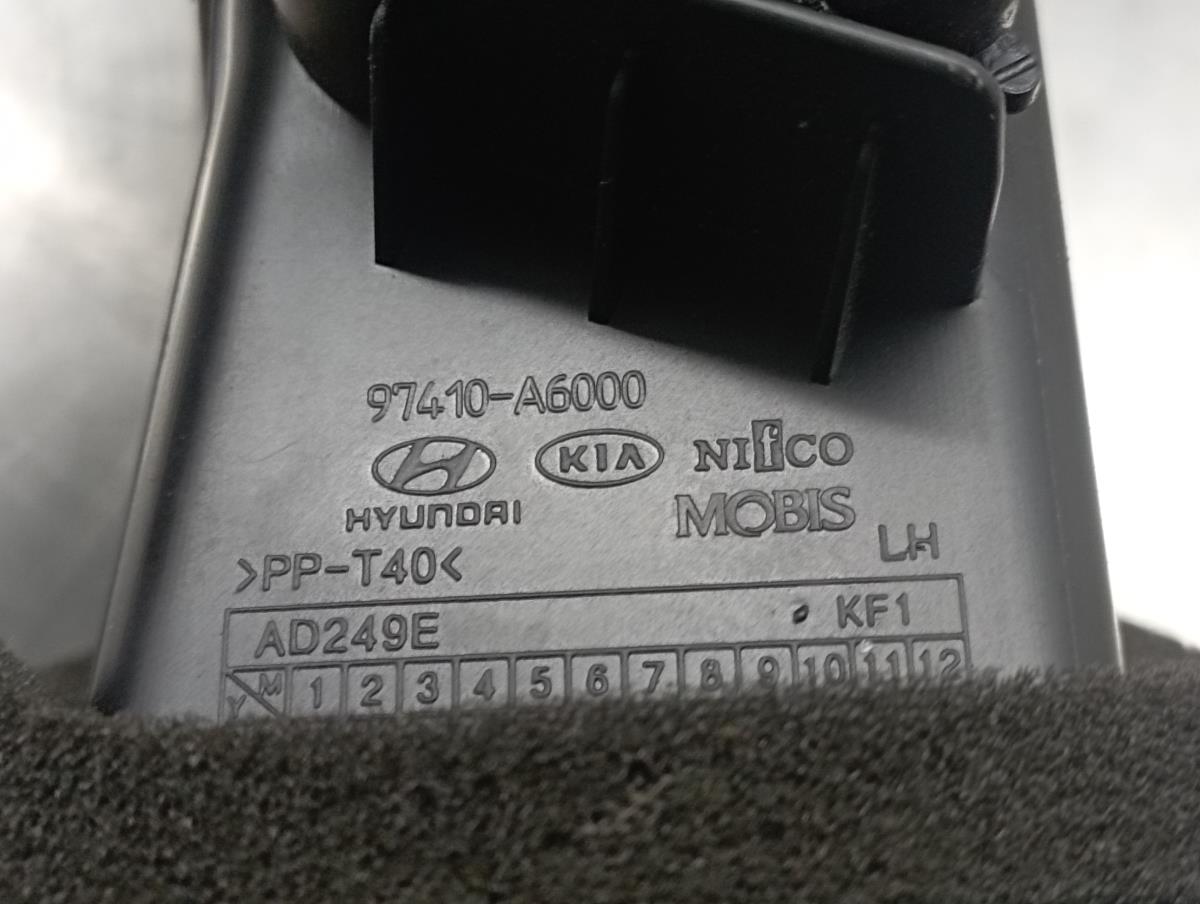 97410-A6000
HYUNDAI KIA NIFCO
MOBIS
>PP-T40< LH
AD249E KF1
Y M 1 2 3 4 5 6 7 8 9 10 11 12